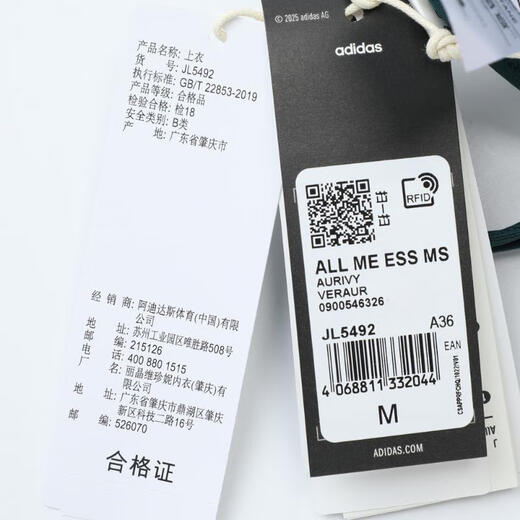 产品名称: 上衣
货 号: JL5492
执行标准: GB/T 22853-2019
产品等级: 合格品
检验合格: 检18
安全类别: B类
产 地: 广东省肇庆市
经 销 商: 阿迪达斯体育(中国)有限公司
地 址: 苏州工业园区唯胜路508号
邮 编: 215126
电 话: 400 880 1515
厂 名: 丽晶维珍妮内衣(肇庆)有限公司
地 址: 广东省肇庆市鼎湖区肇庆新区科技二路16号
邮 编: 526070
合格证
© 2025 adidas AG
adidas
RFID
ALL ME ESS MS
AURIVY
VERAUR
0900546326
JL5492 A36
EAN
4 068811 332044
M
ADIDAS.COM